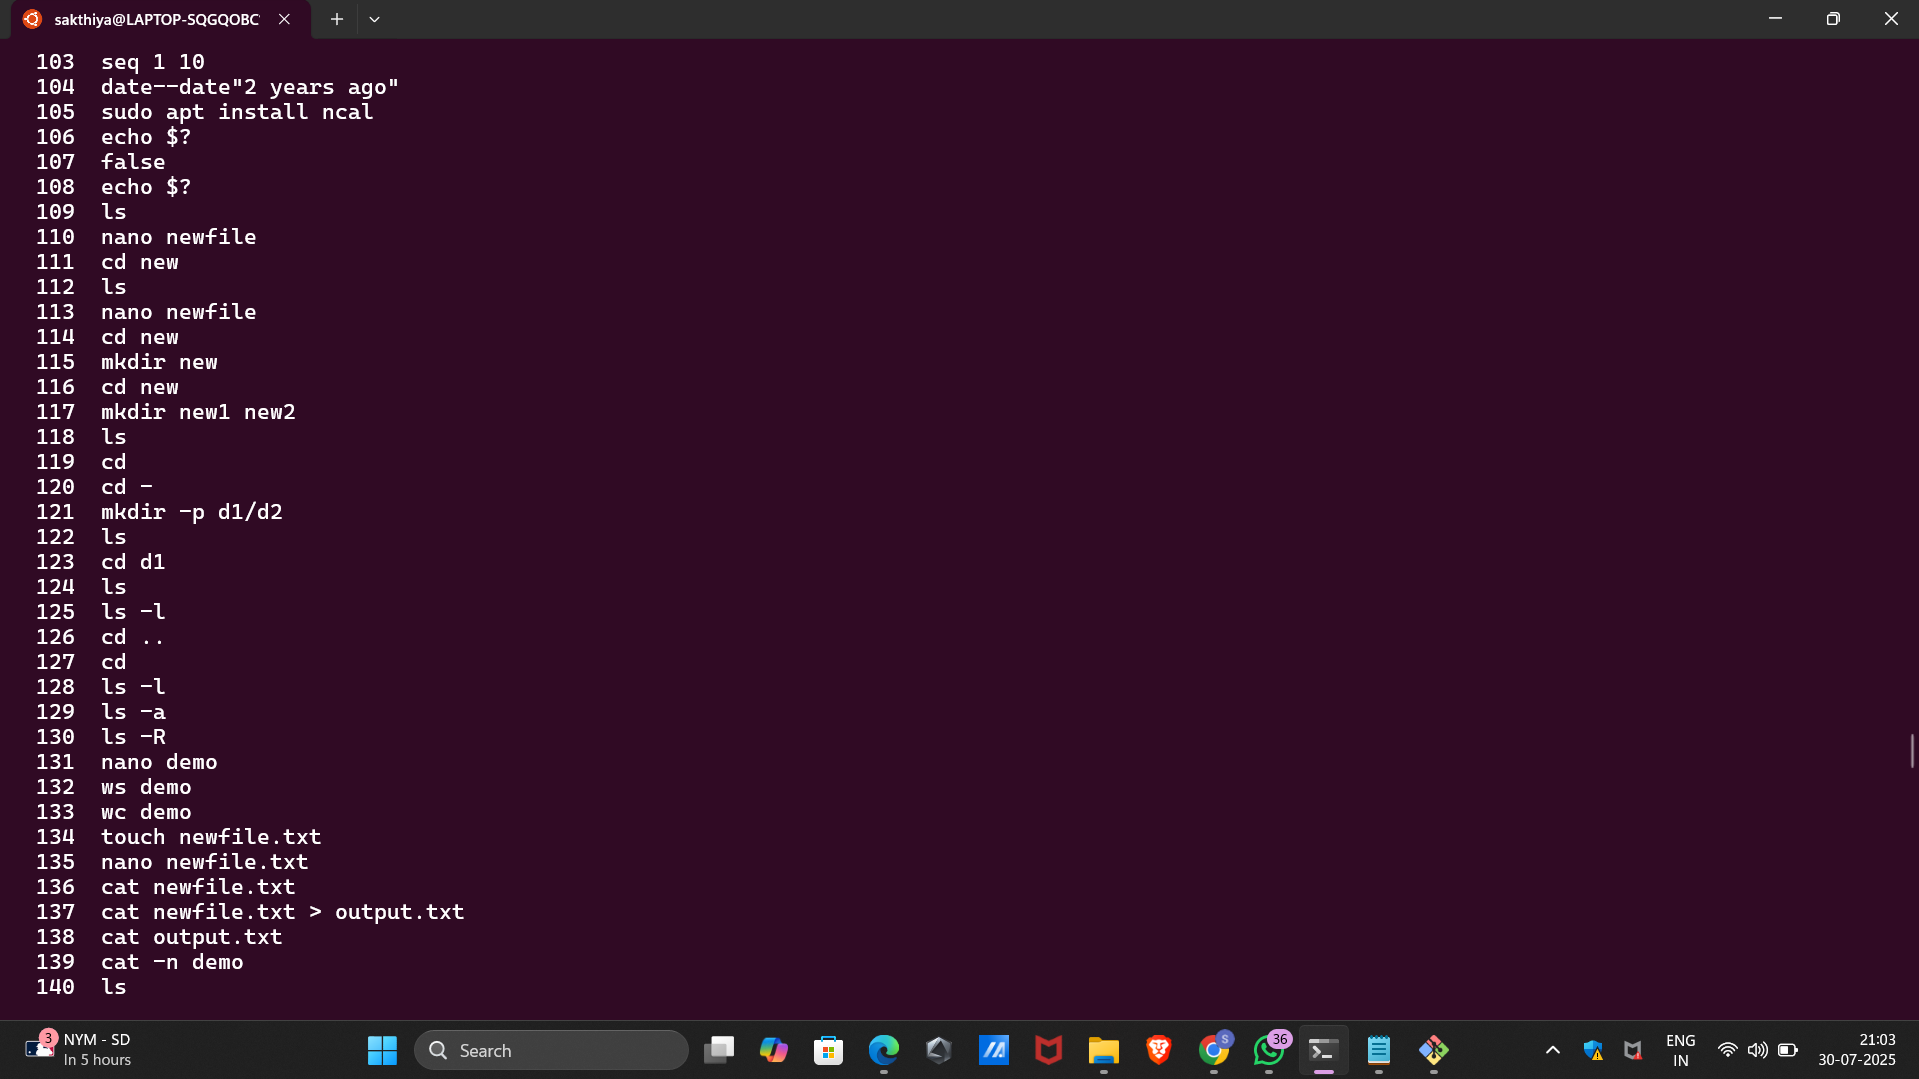 sakthiya@LAPTOP-SQGQOBC
103 seq 1 10
104 date--date"2 years ago"
105 sudo apt install ncal
106 echo $?
107 false
108 echo $?
109 ls
110 nano newfile
111 cd new
112 ls
113 nano newfile
114 cd new
115 mkdir new
116 cd new
117 mkdir new1 new2
118 ls
119 cd
120 cd -
121 mkdir -p d1/d2
122 ls
123 cd d1
124 ls
125 ls -l
126 cd ..
127 cd
128 ls -l
129 ls -a
130 ls -R
131 nano demo
132 ws demo
133 wc demo
134 touch newfile.txt
135 nano newfile.txt
136 cat newfile.txt
137 cat newfile.txt > output.txt
138 cat output.txt
139 cat -n demo
140 ls
3
NYM - SD
In 5 hours
Search
S
36
ENG
IN
21:03
30-07-2025